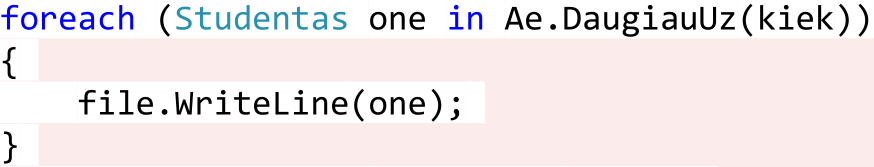 foreach (Studentas one in Ae.DaugiauUz(kiek))
{
    file.WriteLine(one);
}